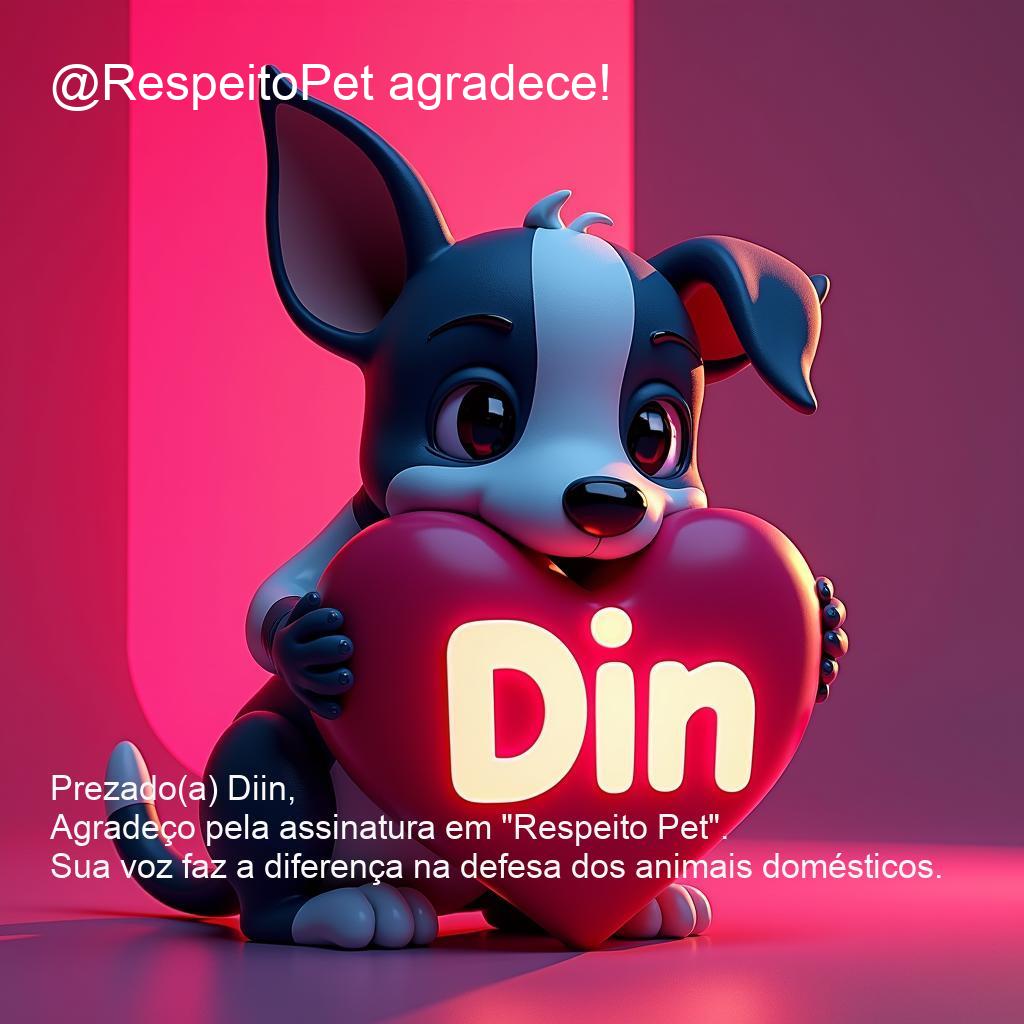 @RespeitoPet agradece!
Din
Prezado(a) Diin,
Agradeço pela assinatura em "Respeito Pet".
Sua voz faz a diferença na defesa dos animais domésticos.